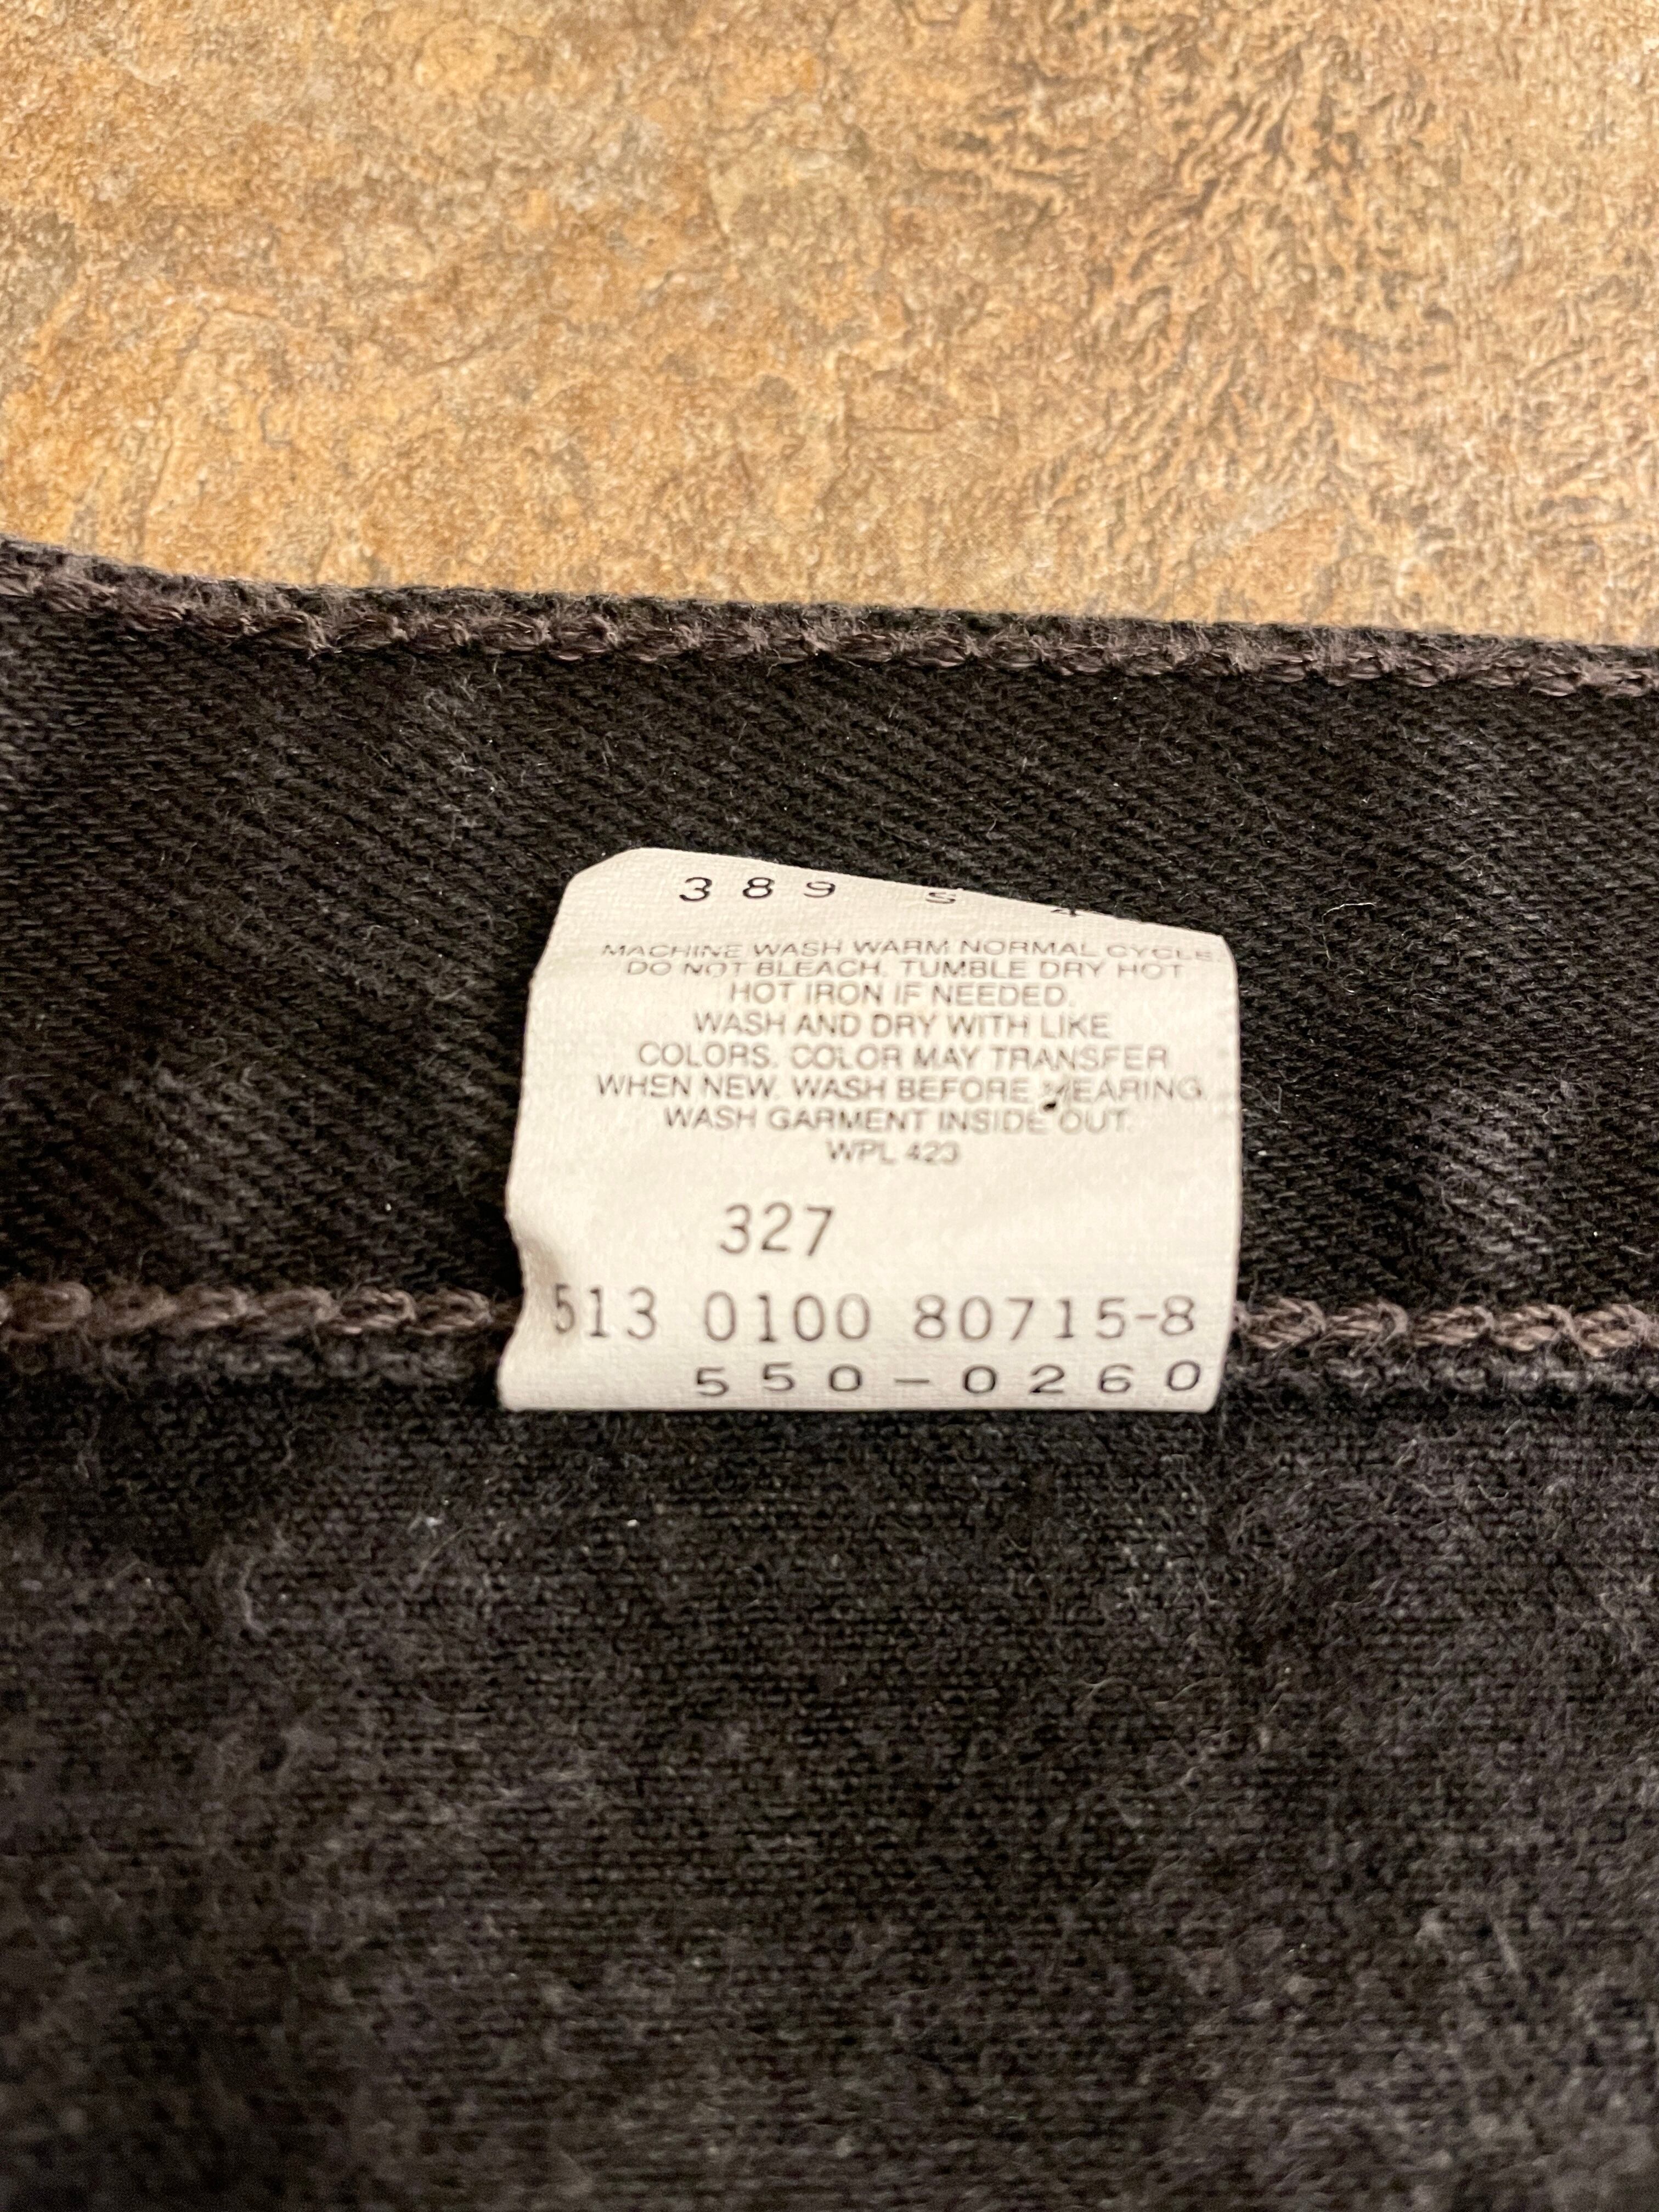 389 S 4
MACHINE WASH WARM NORMAL CYCLE.
DO NOT BLEACH. TUMBLE DRY HOT
HOT IRON IF NEEDED.
WASH AND DRY WITH LIKE
COLORS. COLOR MAY TRANSFER
WHEN NEW. WASH BEFORE WEARING.
WASH GARMENT INSIDE OUT.
WPL 423
327
513 0100 80715-8
550-0260